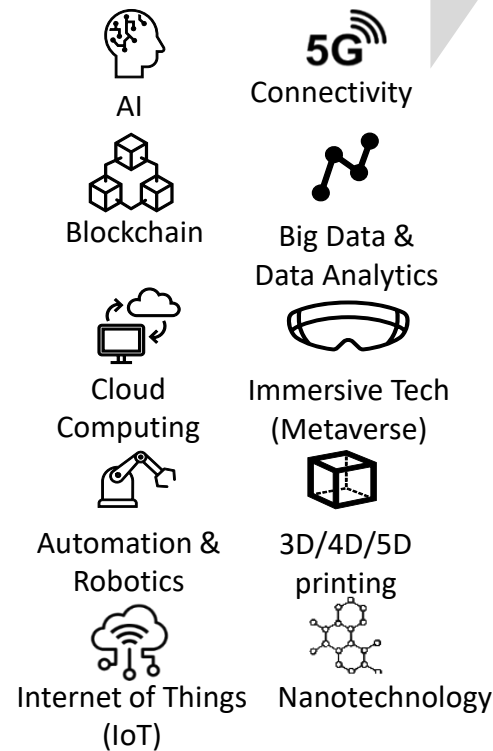 AI
5G
Connectivity
Blockchain
Big Data &
Data Analytics
Cloud
Computing
Immersive Tech
(Metaverse)
Automation &
Robotics
3D/4D/5D
printing
Internet of Things
(IoT)
Nanotechnology